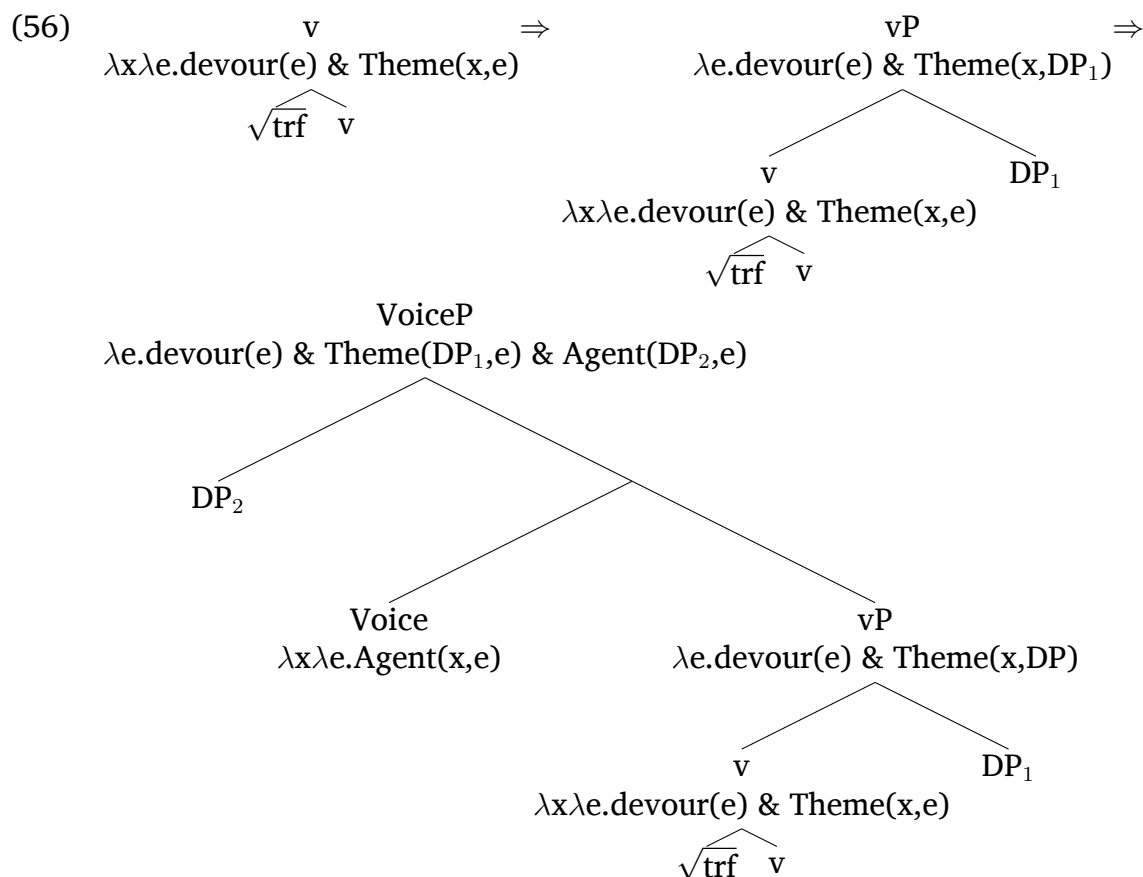 (56) v ⇒ vP ⇒
λxλe.devour(e) & Theme(x,e) λe.devour(e) & Theme(x,DP₁)
√trf v
v DP₁
λxλe.devour(e) & Theme(x,e)
√trf v
VoiceP
λe.devour(e) & Theme(DP₁,e) & Agent(DP₂,e)
DP₂
Voice vP
λxλe.Agent(x,e) λe.devour(e) & Theme(x,DP)
v DP₁
λxλe.devour(e) & Theme(x,e)
√trf v